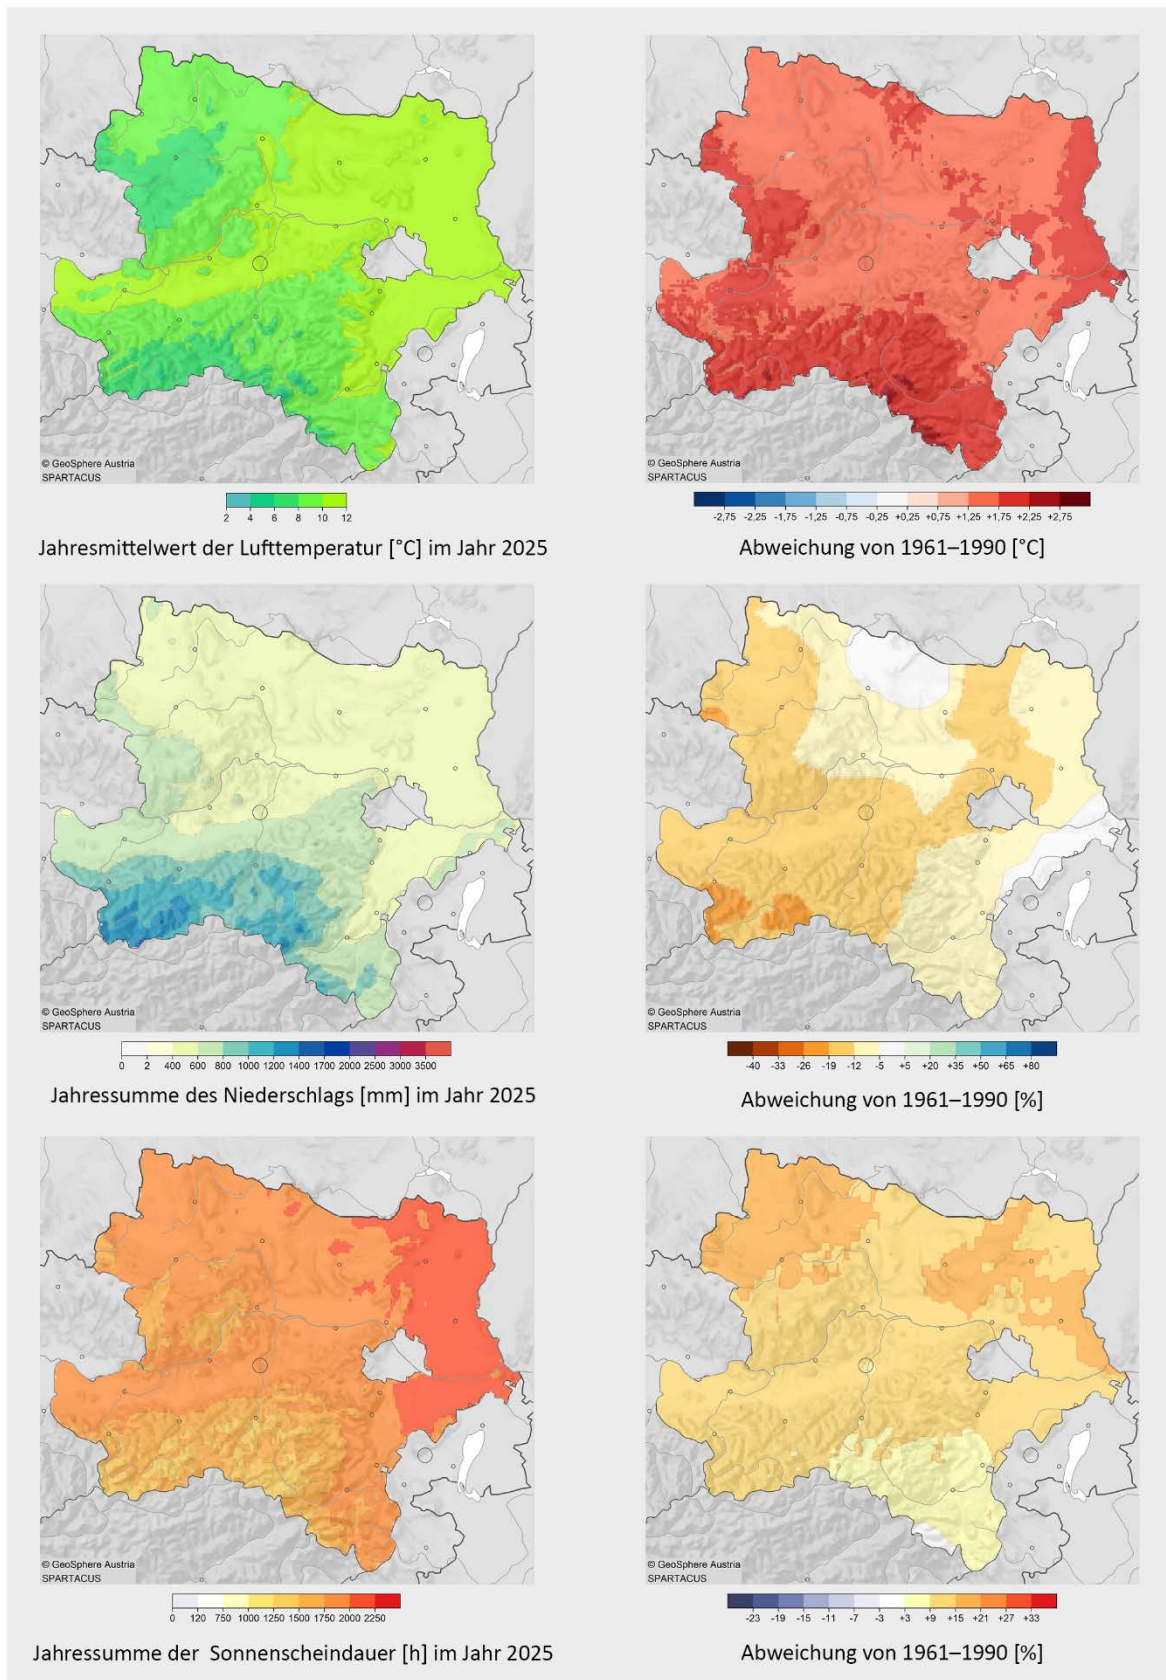 © GeoSphere Austria
SPARTACUS
2 4 6 8 10 12
Jahresmittelwert der Lufttemperatur [°C] im Jahr 2025
© GeoSphere Austria
SPARTACUS
-2,75 -2,25 -1,75 -1,25 -0,75 -0,25 +0,25 +0,75 +1,25 +1,75 +2,25 +2,75
Abweichung von 1961–1990 [°C]
© GeoSphere Austria
SPARTACUS
0 2 400 600 800 1000 1200 1400 1700 2000 2500 3000 3500
Jahressumme des Niederschlags [mm] im Jahr 2025
© GeoSphere Austria
SPARTACUS
-40 -33 -26 -19 -12 -5 +5 +20 +35 +50 +65 +80
Abweichung von 1961–1990 [%]
© GeoSphere Austria
SPARTACUS
0 120 750 1000 1250 1500 1750 2000 2250
Jahressumme der  Sonnenscheindauer [h] im Jahr 2025
© GeoSphere Austria
SPARTACUS
-23 -19 -15 -11 -7 -3 +3 +9 +15 +21 +27 +33
Abweichung von 1961–1990 [%]